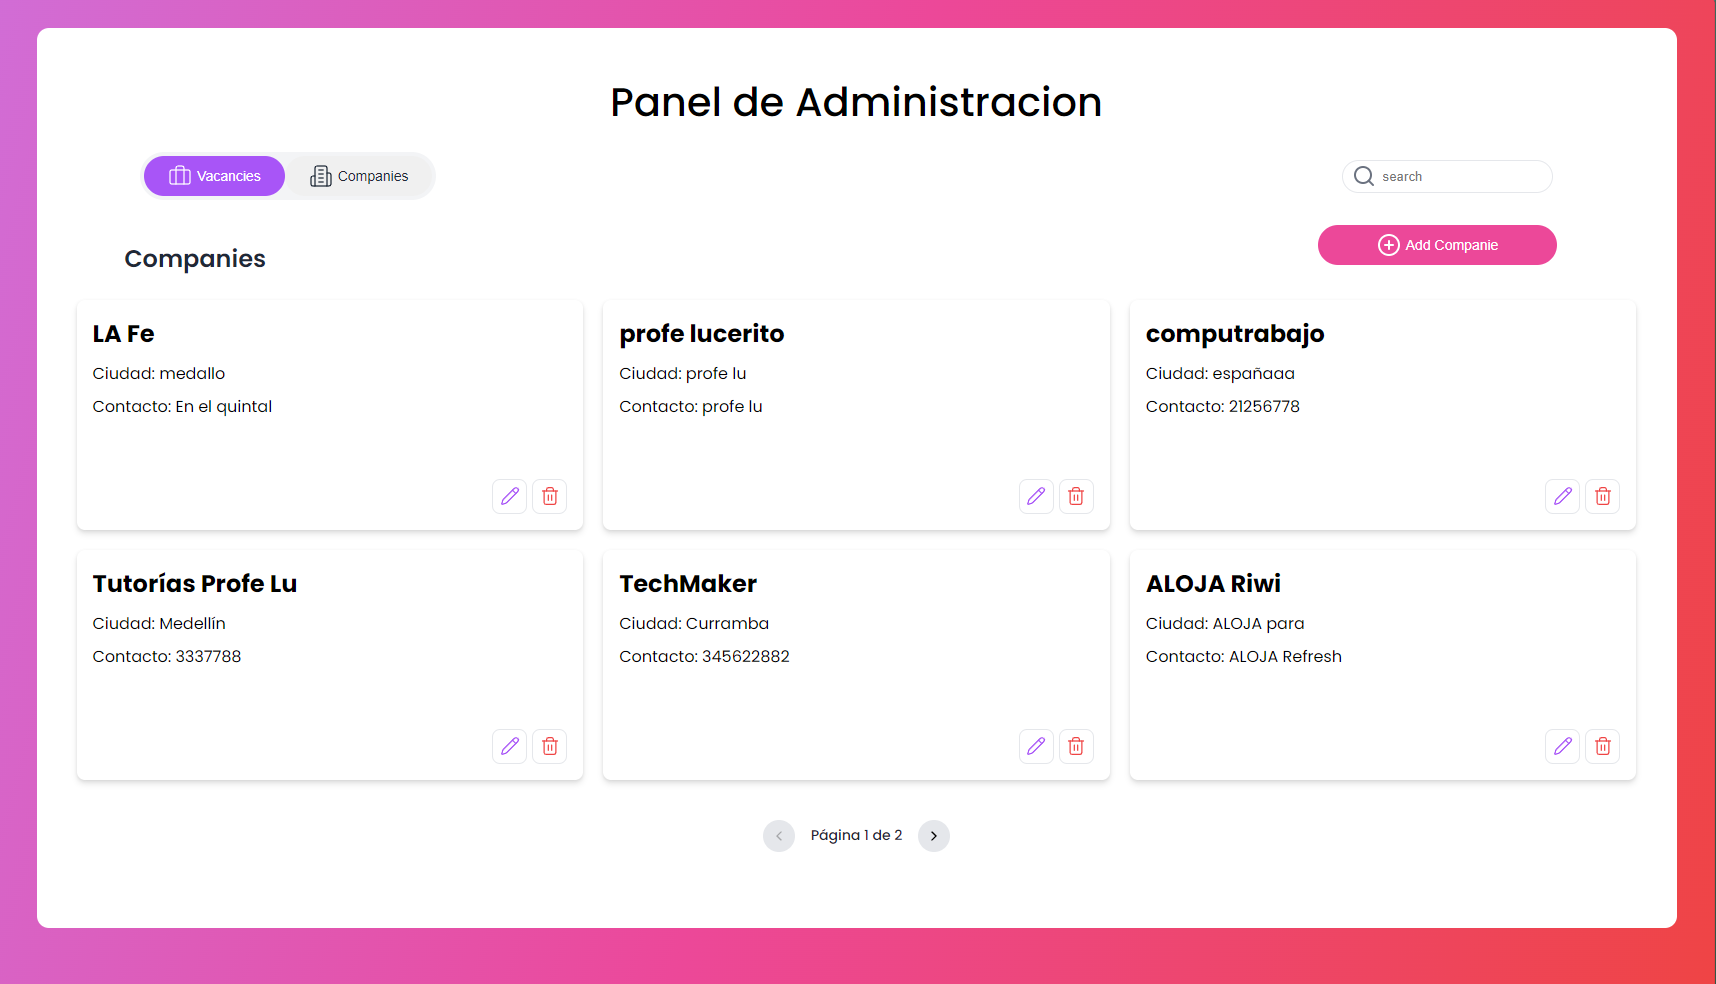 Panel de Administracion
Vacancies
Companies
search
Companies
Add Companie
LA Fe
Ciudad: medallo
Contacto: En el quintal
profe lucerito
Ciudad: profe lu
Contacto: profe lu
computrabajo
Ciudad: españaaa
Contacto: 21256778
Tutorías Profe Lu
Ciudad: Medellín
Contacto: 3337788
TechMaker
Ciudad: Curramba
Contacto: 345622882
ALOJA Riwi
Ciudad: ALOJA para
Contacto: ALOJA Refresh
Página 1 de 2